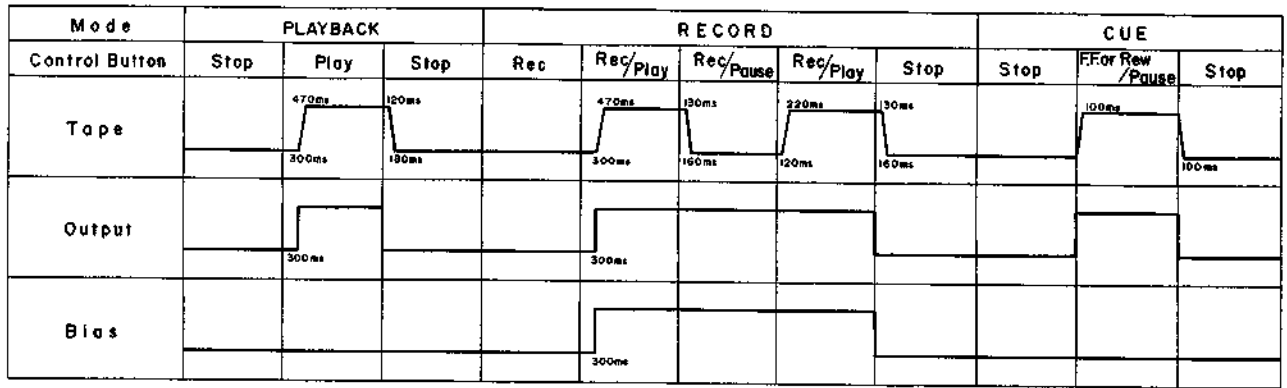 Mode PLAYBACK RECORD CUE
Control Button Stop Play Stop Rec Rec/Play Rec/Pause Rec/Play Stop Stop F.F.or Rew/Pause Stop
470ms 120ms 470ms 130ms 220ms 130ms 100ms
Tape
300ms 180ms 300ms 160ms 120ms 160ms 100ms
Output
300ms 300ms
Bias
300ms